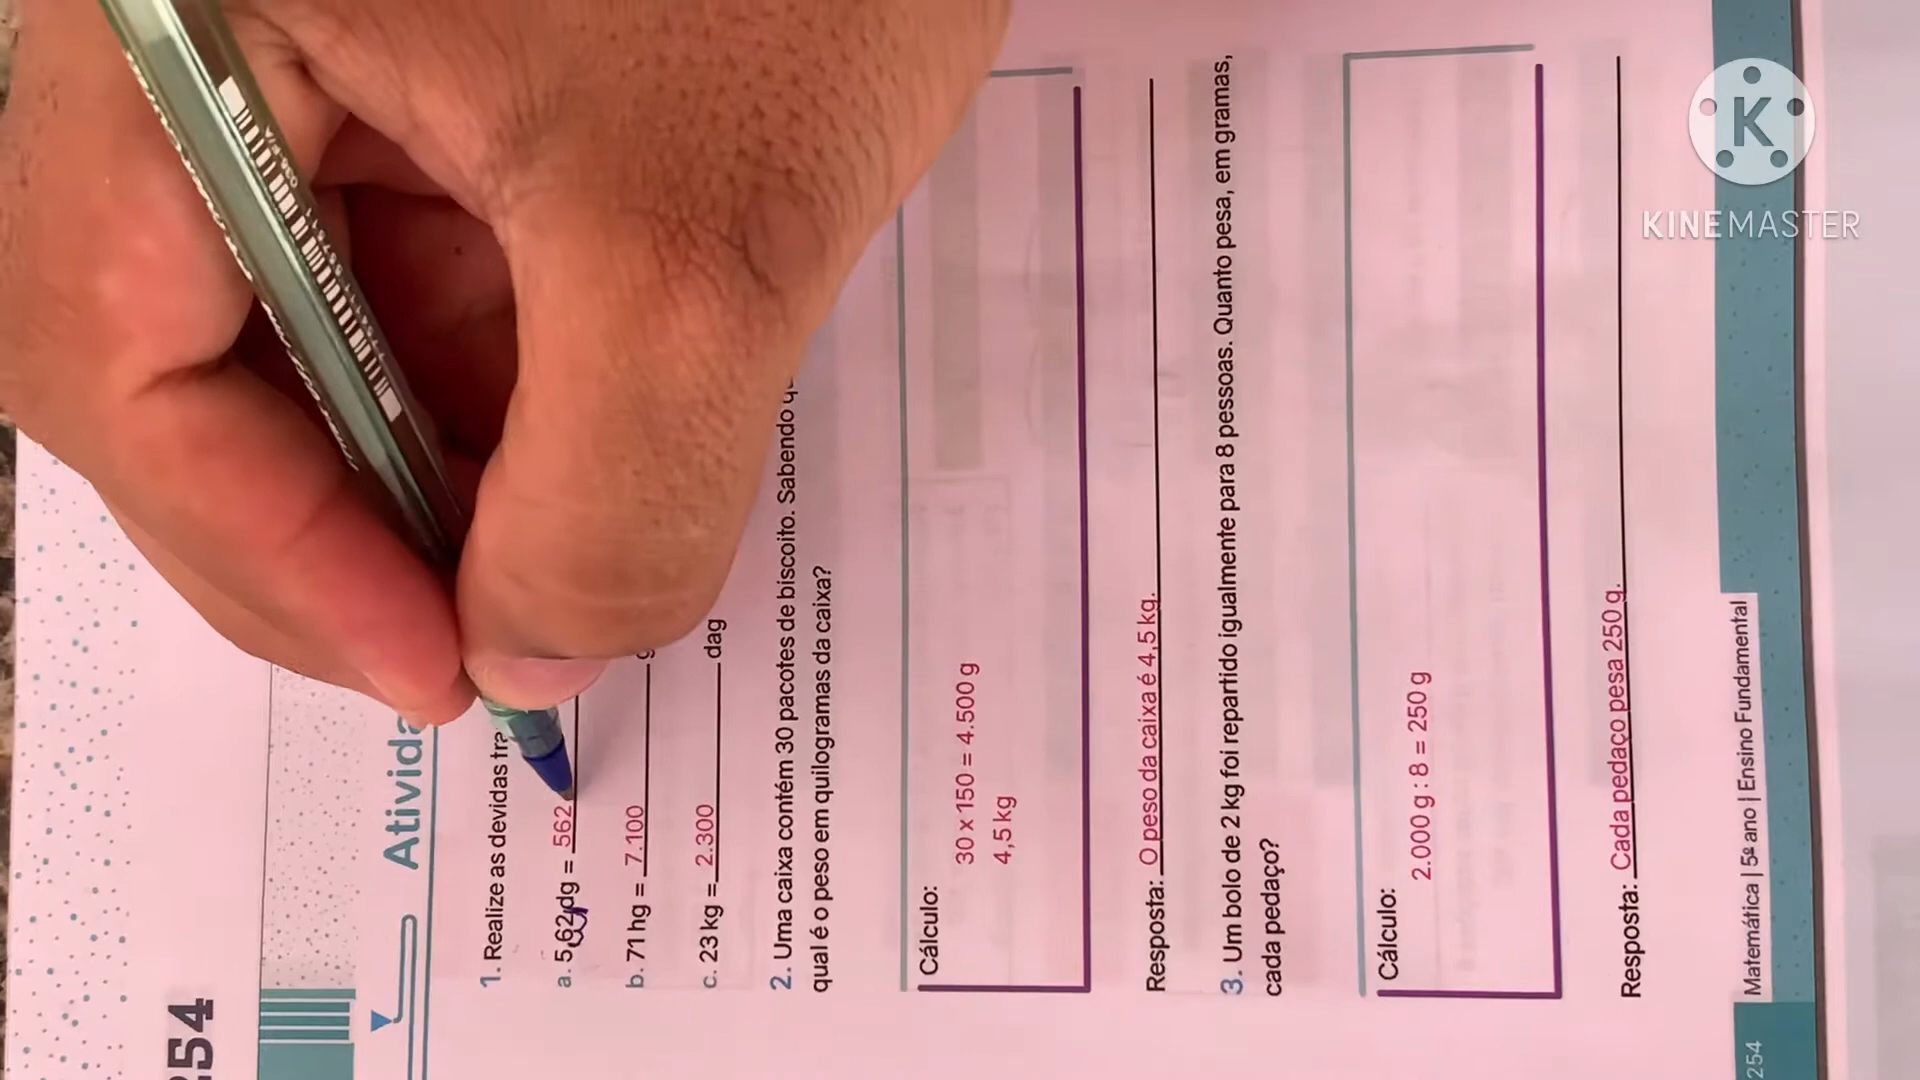 254
Ativida
1. Realize as devidas
a. 5,62 dg = 562
b. 71 hg = 7.100
c. 23 kg = 2.300 dag
2. Uma caixa contém 30 pacotes de biscoito. Sabendo
qual é o peso em quilogramas da caixa?
Cálculo:
30 x 150 = 4.500 g
4,5 kg
Resposta: O peso da caixa é 4,5 kg.
3. Um bolo de 2 kg foi repartido igualmente para 8 pessoas. Quanto pesa, em gramas,
cada pedaço?
Cálculo:
2.000 g : 8 = 250 g
Resposta: Cada pedaço pesa 250 g.
254 Matemática | 5º ano | Ensino Fundamental
K
KINEMASTER